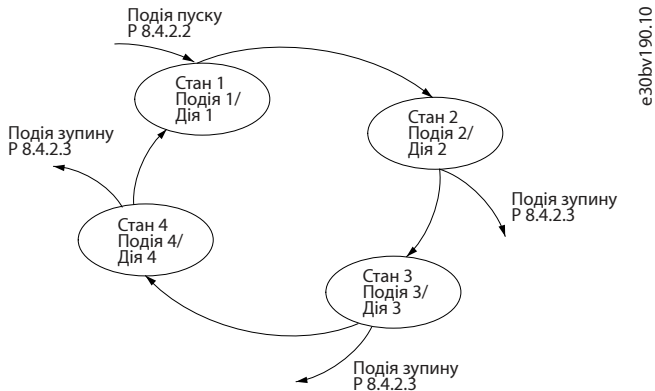 Подія пуску
P 8.4.2.2
e30bv190.10
Стан 1
Подія 1/
Дія 1
Стан 2
Подія 2/
Дія 2
Подія зупину
P 8.4.2.3
Подія зупину
P 8.4.2.3
Стан 4
Подія 4/
Дія 4
Стан 3
Подія 3/
Дія 3
Подія зупину
P 8.4.2.3